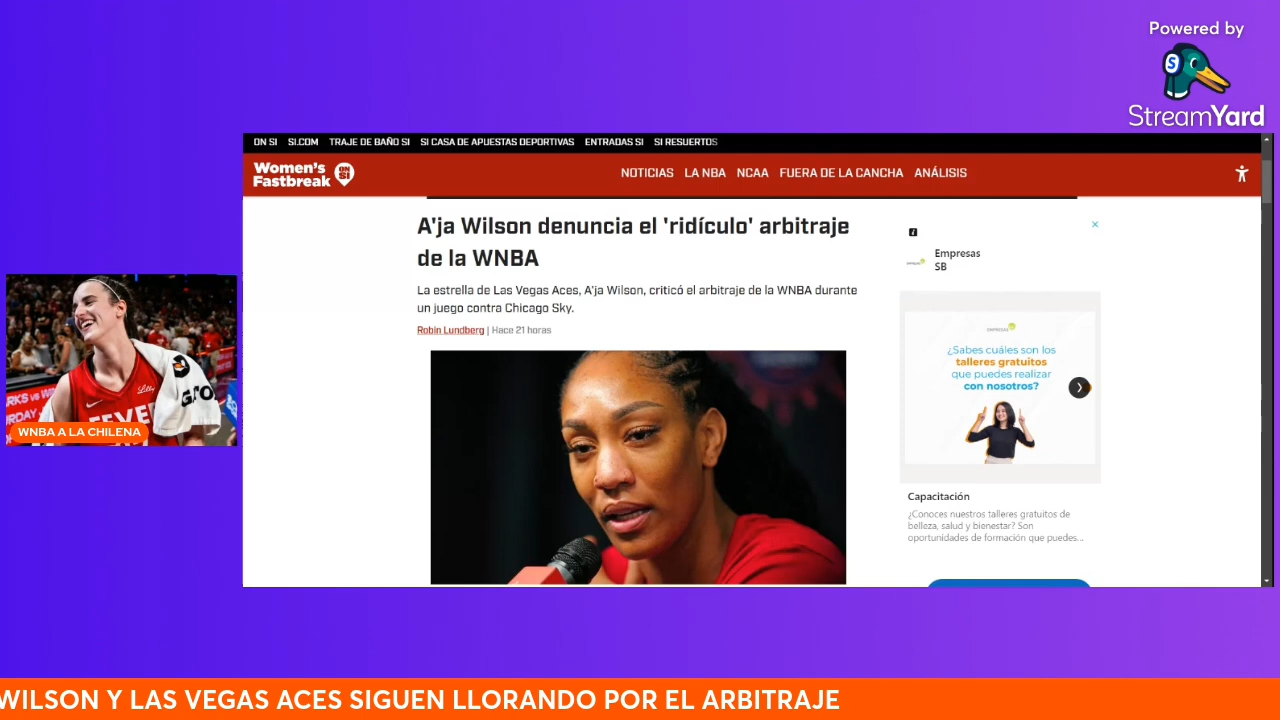 Powered by
StreamYard
ON SI SI.COM TRAJE DE BAÑO SI SI CASA DE APUESTAS DEPORTIVAS ENTRADAS SI SI RESUERTOS
Women's
Fastbreak
ON
SI
NOTICIAS LA NBA NCAA FUERA DE LA CANCHA ANÁLISIS
A'ja Wilson denuncia el 'ridículo' arbitraje
de la WNBA
La estrella de Las Vegas Aces, A'ja Wilson, criticó el arbitraje de la WNBA durante
un juego contra Chicago Sky.
Robin Lundberg | Hace 21 horas
Empresas
SB
¿Sabes cuáles son los
talleres gratuitos
que puedes realizar
con nosotros?
Capacitación
¿Conoces nuestros talleres gratuitos de
belleza, salud y bienestar? Son
oportunidades de formación que puedes...
FEVER
Lilly
WNBA A LA CHILENA
WILSON Y LAS VEGAS ACES SIGUEN LLORANDO POR EL ARBITRAJE